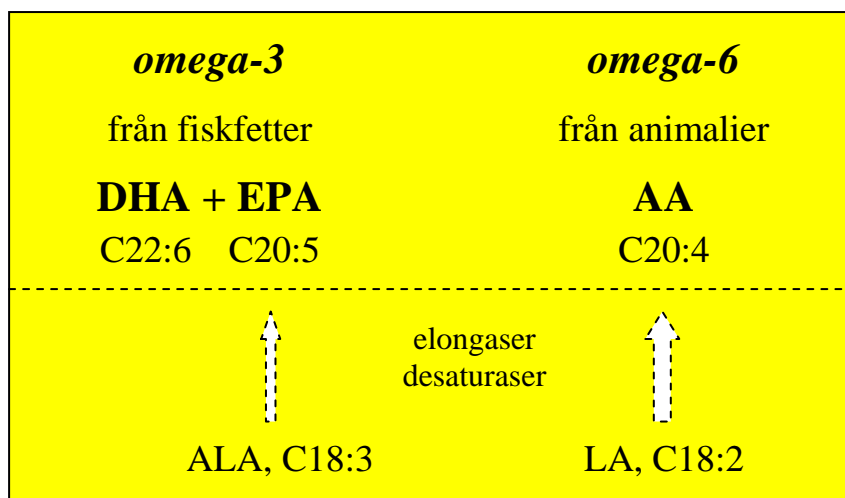 omega-3 omega-6
från fiskfetter från animalier
DHA + EPA AA
C22:6 C20:5 C20:4
elongaser
desaturaser
ALA, C18:3 LA, C18:2